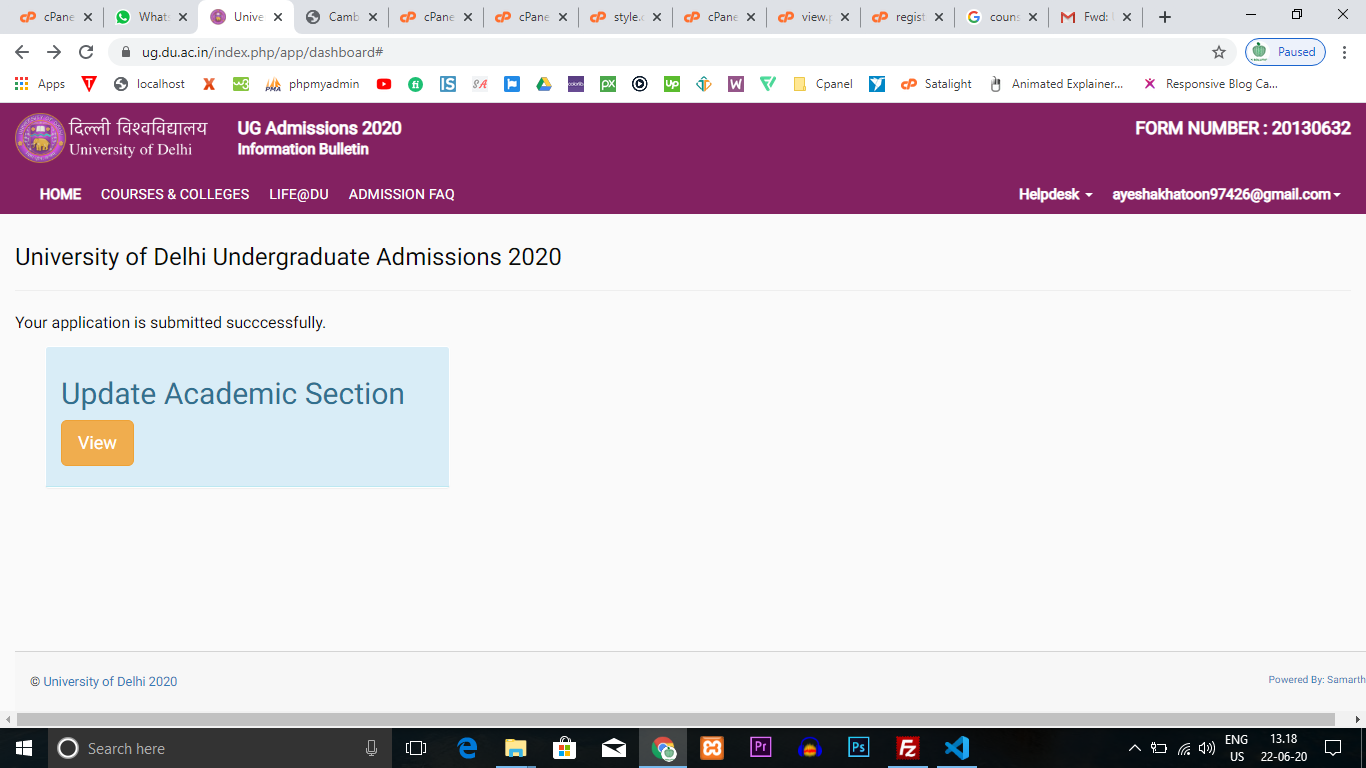 cPane
Whats
Unive
Camb
cPane
cPane
style.c
cPane
view.p
regist
couns
Fwd:
ug.du.ac.in/index.php/app/dashboard#
Paused
Apps
localhost
phpmyadmin
Cpanel
Satalight
Animated Explainer...
Responsive Blog Ca...
दिल्ली विश्वविद्यालय
University of Delhi
UG Admissions 2020
Information Bulletin
FORM NUMBER : 20130632
HOME COURSES & COLLEGES LIFE@DU ADMISSION FAQ
Helpdesk
ayeshakhatoon97426@gmail.com
University of Delhi Undergraduate Admissions 2020
Your application is submitted succcessfully.
Update Academic Section
View
© University of Delhi 2020
Powered By: Samarth
Search here
ENG
US
13.18
22-06-20